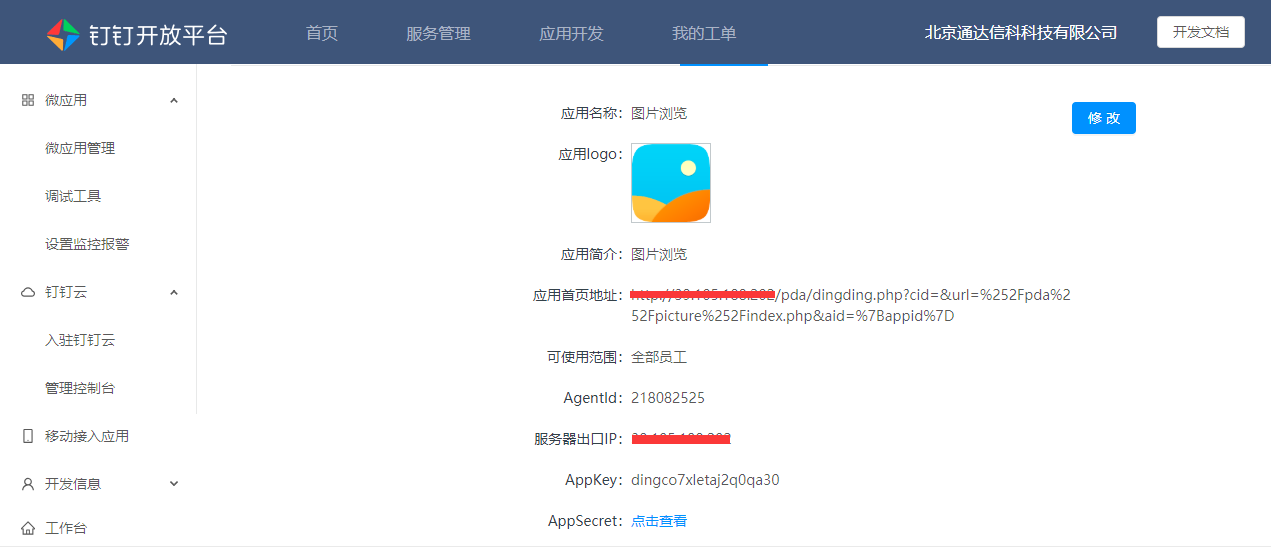 钉钉开放平台
首页
服务管理
应用开发
我的工单
北京通达信科科技有限公司
开发文档
微应用
微应用管理
调试工具
设置监控报警
钉钉云
入驻钉钉云
管理控制台
移动接入应用
开发信息
工作台
应用名称： 图片浏览
修 改
应用logo：
应用简介： 图片浏览
应用首页地址： /pda/dingding.php?cid=&url=%252Fpda%
252Fpicture%252Findex.php&aid=%7Bappid%7D
可使用范围： 全部员工
AgentId： 218082525
服务器出口IP：
AppKey： dingco7xletaj2q0qa30
AppSecret： 点击查看